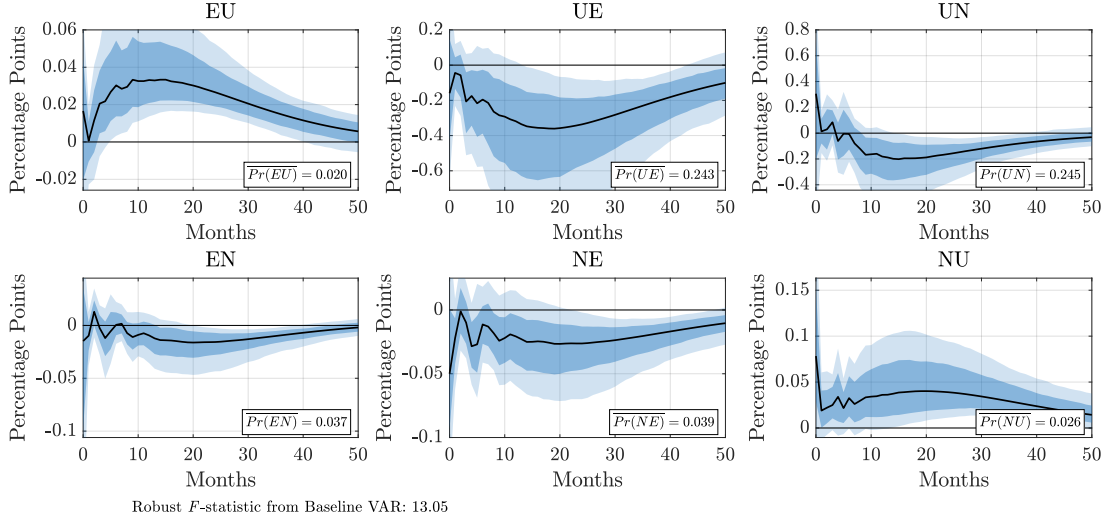 EU
Percentage Points
0.06
0.04
0.02
0
-0.02
0 10 20 30 40 50
Months
Pr(EU) = 0.020
UE
Percentage Points
0.2
0
-0.2
-0.4
-0.6
0 10 20 30 40 50
Months
Pr(UE) = 0.243
UN
Percentage Points
0.8
0.6
0.4
0.2
0
-0.2
-0.4
0 10 20 30 40 50
Months
Pr(UN) = 0.245
EN
Percentage Points
0
-0.05
-0.1
0 10 20 30 40 50
Months
Pr(EN) = 0.037
NE
Percentage Points
0
-0.05
-0.1
0 10 20 30 40 50
Months
Pr(NE) = 0.039
NU
Percentage Points
0.15
0.1
0.05
0
0 10 20 30 40 50
Months
Pr(NU) = 0.026
Robust F-statistic from Baseline VAR: 13.05